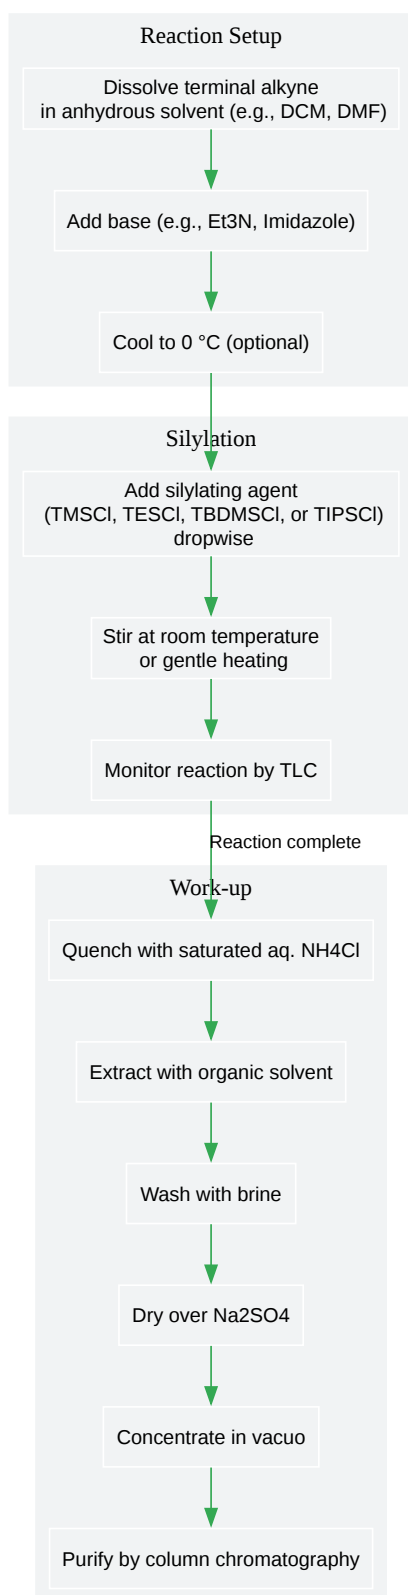 Reaction Setup
Dissolve terminal alkyne
in anhydrous solvent (e.g., DCM, DMF)
Add base (e.g., Et3N, Imidazole)
Cool to 0 °C (optional)
Silylation
Add silylating agent
(TMSCl, TESCl, TBDMSCl, or TIPSCl)
dropwise
Stir at room temperature
or gentle heating
Monitor reaction by TLC
Reaction complete
Work-up
Quench with saturated aq. NH4Cl
Extract with organic solvent
Wash with brine
Dry over Na2SO4
Concentrate in vacuo
Purify by column chromatography